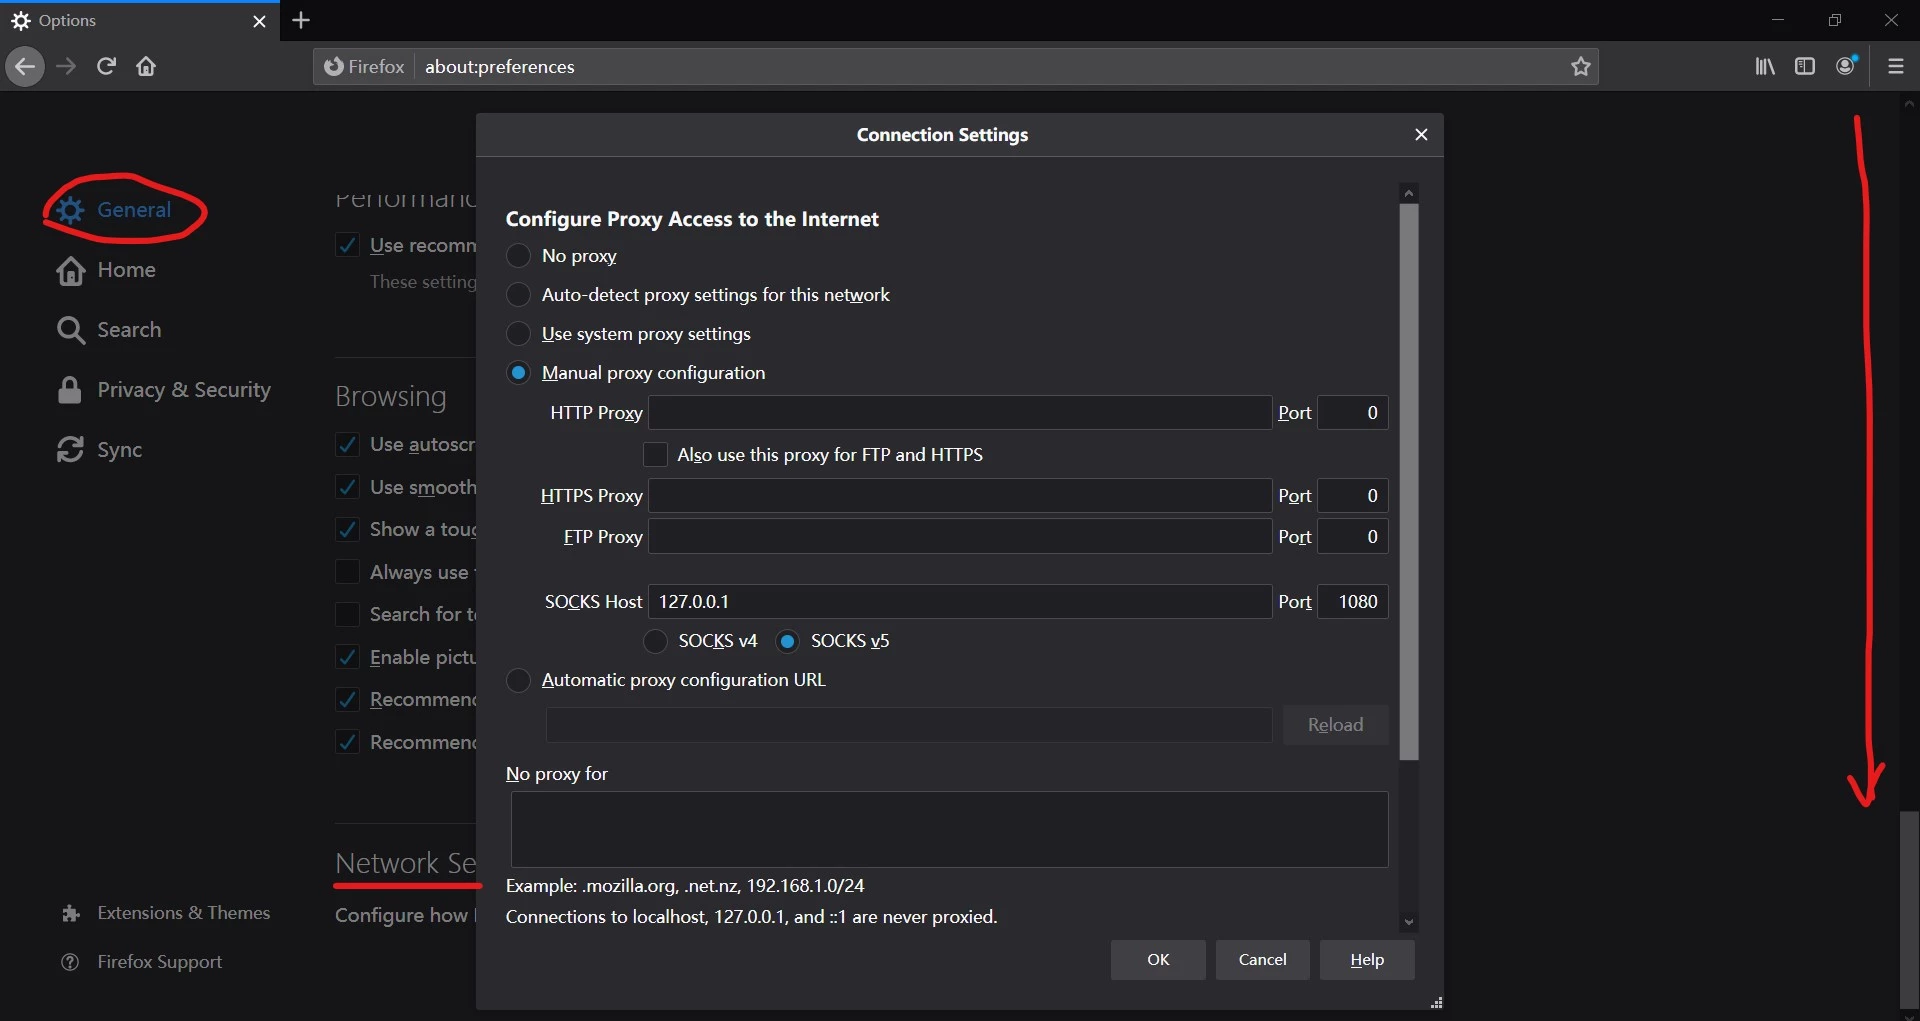 Options
Firefox
about:preferences
Connection Settings
General
Home
Search
Privacy & Security
Sync
Extensions & Themes
Firefox Support
Use recomm
These setting
Browsing
Use autoscr
Use smooth
Show a toug
Always use
Search for te
Enable pictu
Recommend
Recommend
Network Se
Configure how
Configure Proxy Access to the Internet
No proxy
Auto-detect proxy settings for this network
Use system proxy settings
Manual proxy configuration
HTTP Proxy Port 0
Also use this proxy for FTP and HTTPS
HTTPS Proxy Port 0
FTP Proxy Port 0
SOCKS Host 127.0.0.1 Port 1080
SOCKS v4 SOCKS v5
Automatic proxy configuration URL
Reload
No proxy for
Example: .mozilla.org, .net.nz, 192.168.1.0/24
Connections to localhost, 127.0.0.1, and ::1 are never proxied.
OK Cancel Help